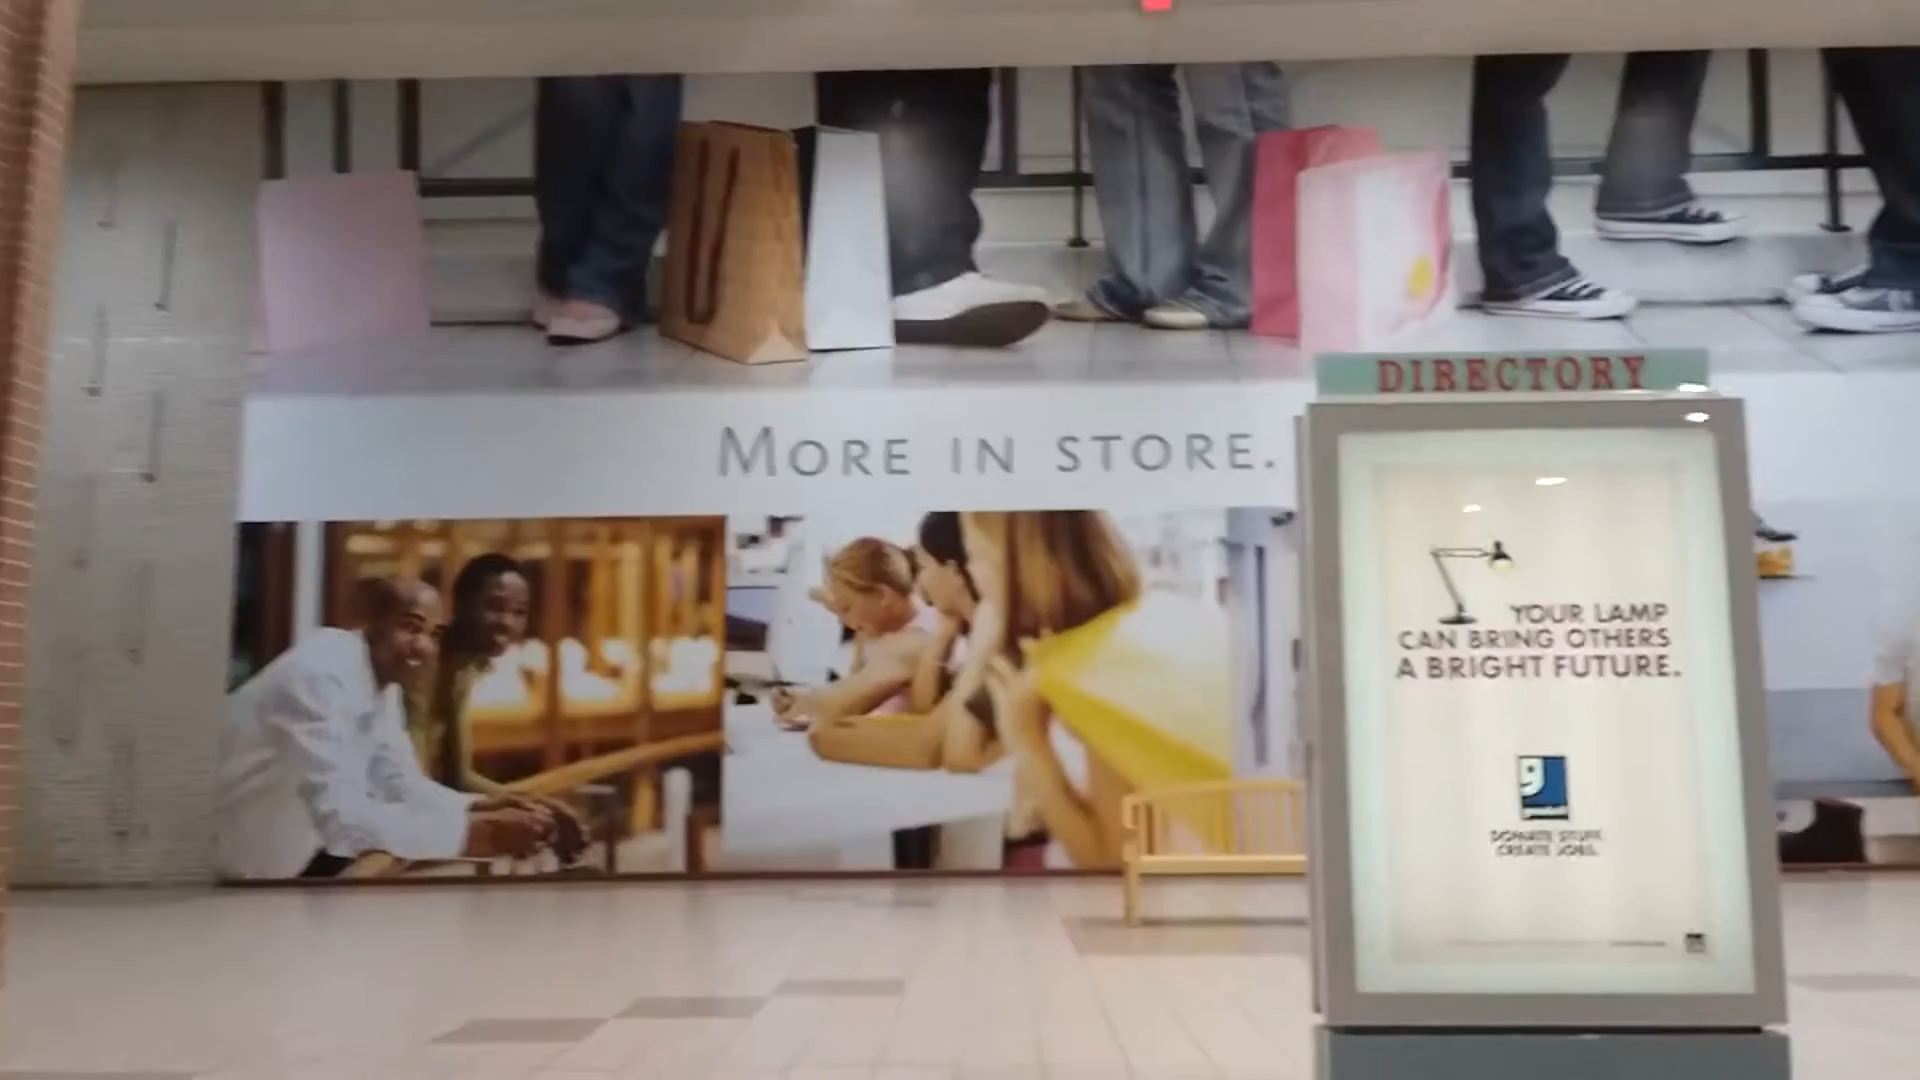 DIRECTORY
MORE IN STORE.
YOUR LAMP
CAN BRING OTHERS
A BRIGHT FUTURE.
DONATE STUFF.
CREATE JOBS.